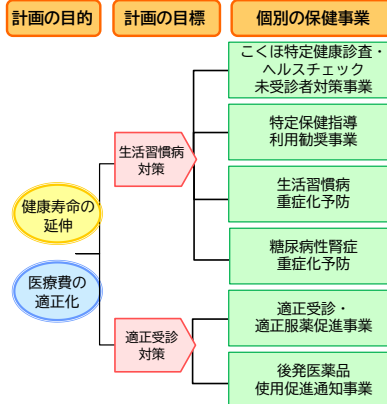 計画の目的
計画の目標
個別の保健事業
健康寿命の
延伸
医療費の
適正化
生活習慣病
対策
適正受診
対策
こくほ特定健康診査・
ヘルスチェック
未受診者対策事業
特定保健指導
利用勧奨事業
生活習慣病
重症化予防
糖尿病性腎症
重症化予防
適正受診・
適正服薬促進事業
後発医薬品
使用促進通知事業